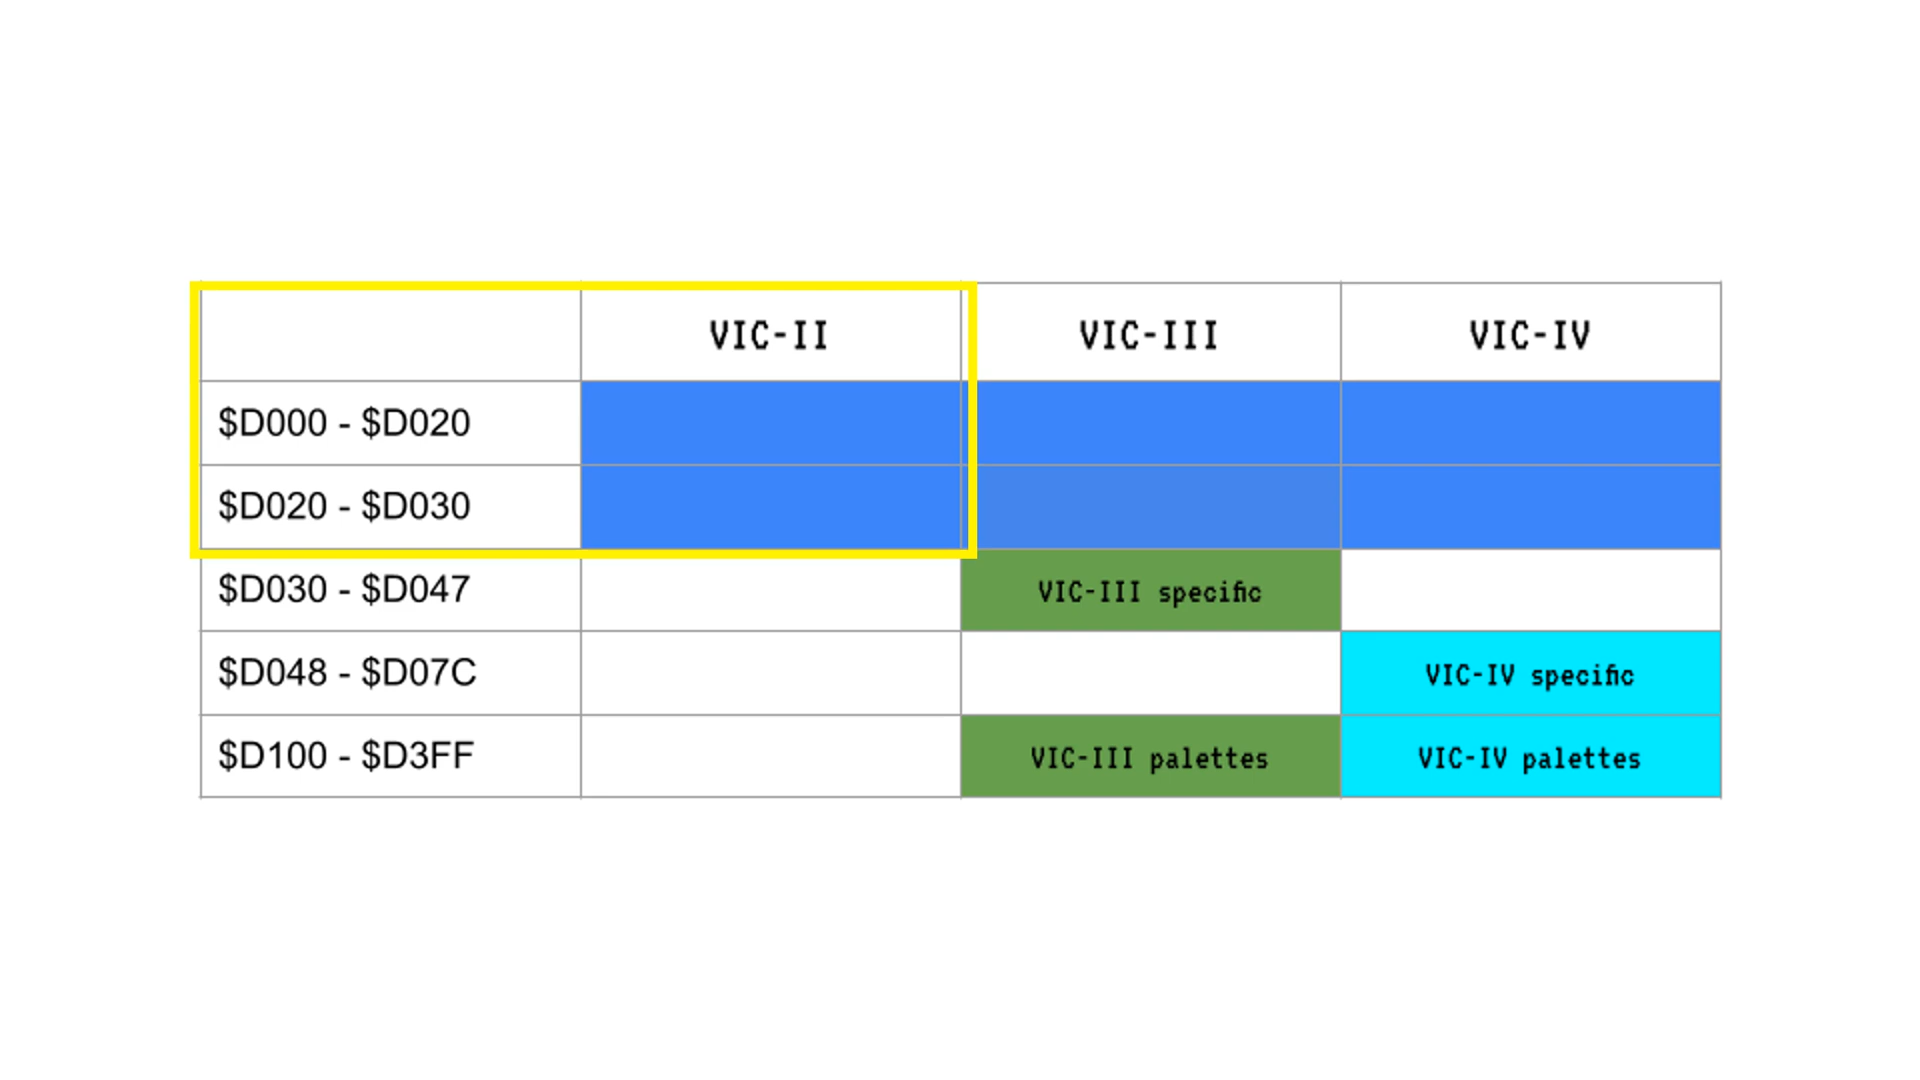 VIC-II VIC-III VIC-IV
$D000 - $D020
$D020 - $D030
$D030 - $D047 VIC-III specific
$D048 - $D07C VIC-IV specific
$D100 - $D3FF VIC-III palettes VIC-IV palettes